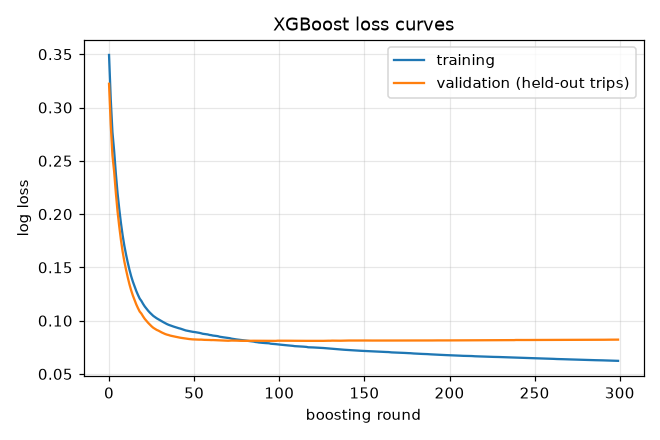 XGBoost loss curves
training
validation (held-out trips)
log loss
0.35
0.30
0.25
0.20
0.15
0.10
0.05
0 50 100 150 200 250 300
boosting round